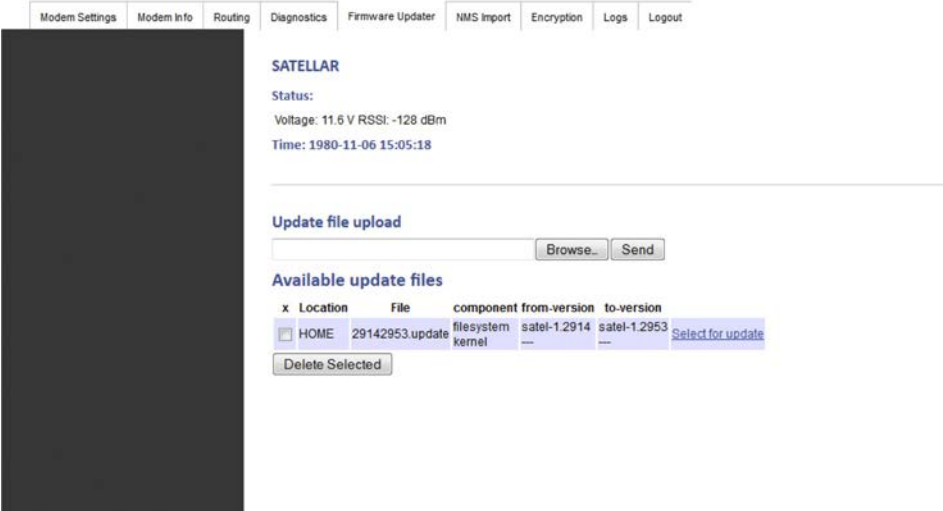 Modem Settings Modem Info Routing Diagnostics Firmware Updater NMS Import Encryption Logs Logout
SATELLAR
Status:
Voltage: 11.6 V RSSI: -128 dBm
Time: 1980-11-06 15:05:18
Update file upload
Browse... Send
Available update files
x Location File component from-version to-version
HOME 29142953.update filesystem satel-1.2914 satel-1.2953 Select for update
kernel --- ---
Delete Selected